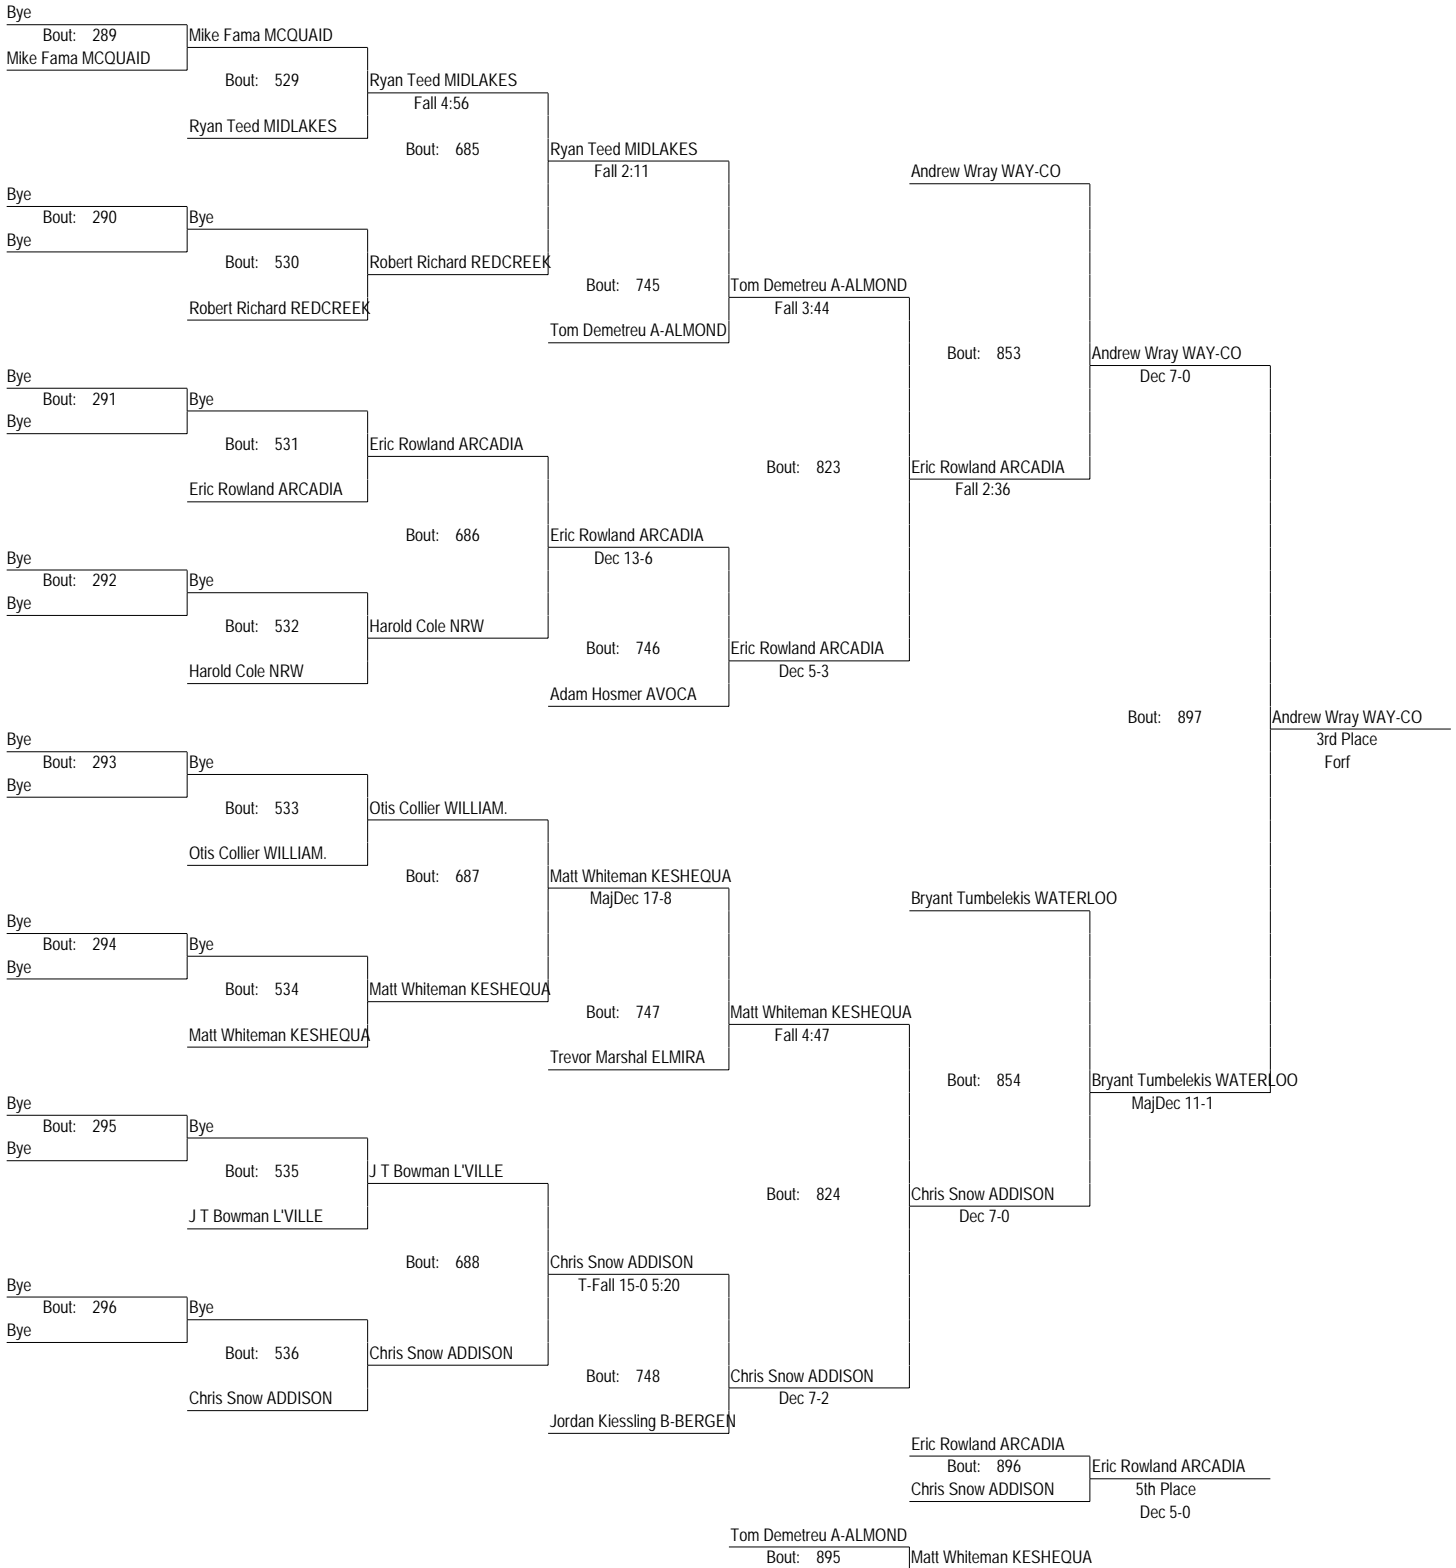 Bye
Bout: 289
Mike Fama MCQUAID
Mike Fama MCQUAID
Bout: 529
Ryan Teed MIDLAKES
Ryan Teed MIDLAKES
Fall 4:56
Bout: 685
Ryan Teed MIDLAKES
Fall 2:11
Andrew Wray WAY-CO
Bye
Bout: 290
Bye
Bye
Bout: 530
Robert Richard REDCREEK
Robert Richard REDCREEK
Bout: 745
Tom Demetreu A-ALMOND
Tom Demetreu A-ALMOND
Fall 3:44
Bout: 853
Andrew Wray WAY-CO
Dec 7-0
Bye
Bout: 291
Bye
Bye
Bout: 531
Eric Rowland ARCADIA
Eric Rowland ARCADIA
Bout: 823
Eric Rowland ARCADIA
Fall 2:36
Bout: 686
Eric Rowland ARCADIA
Dec 13-6
Bye
Bout: 292
Bye
Bye
Bout: 532
Harold Cole NRW
Harold Cole NRW
Bout: 746
Adam Hosmer AVOCA
Eric Rowland ARCADIA
Dec 5-3
Bout: 897
Andrew Wray WAY-CO
3rd Place
Forf
Bye
Bout: 293
Bye
Bye
Bout: 533
Otis Collier WILLIAM.
Otis Collier WILLIAM.
Bout: 687
Matt Whiteman KESHEQUA
MajDec 17-8
Bryant Tumbelekis WATERLOO
Bye
Bout: 294
Bye
Bye
Bout: 534
Matt Whiteman KESHEQUA
Matt Whiteman KESHEQUA
Bout: 747
Trevor Marshal ELMIRA
Matt Whiteman KESHEQUA
Fall 4:47
Bout: 854
Bryant Tumbelekis WATERLOO
MajDec 11-1
Bye
Bout: 295
Bye
Bye
Bout: 535
J T Bowman L'VILLE
J T Bowman L'VILLE
Bout: 824
Chris Snow ADDISON
Dec 7-0
Bout: 688
Chris Snow ADDISON
T-Fall 15-0 5:20
Bye
Bout: 296
Bye
Bye
Bout: 536
Chris Snow ADDISON
Chris Snow ADDISON
Bout: 748
Jordan Kiessling B-BERGEN
Chris Snow ADDISON
Dec 7-2
Eric Rowland ARCADIA
Bout: 896
Chris Snow ADDISON
Eric Rowland ARCADIA
5th Place
Dec 5-0
Tom Demetreu A-ALMOND
Bout: 895
Matt Whiteman KESHEQUA